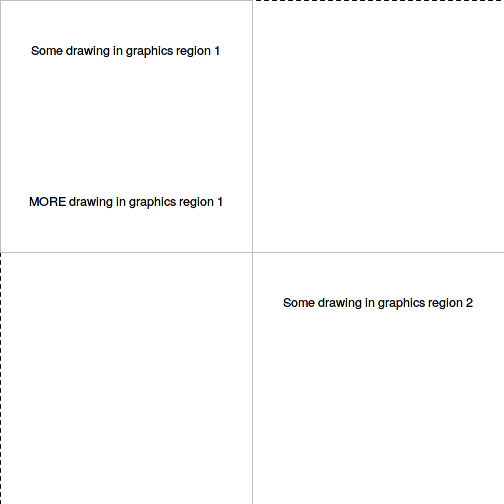 Some drawing in graphics region 1
MORE drawing in graphics region 1
Some drawing in graphics region 2